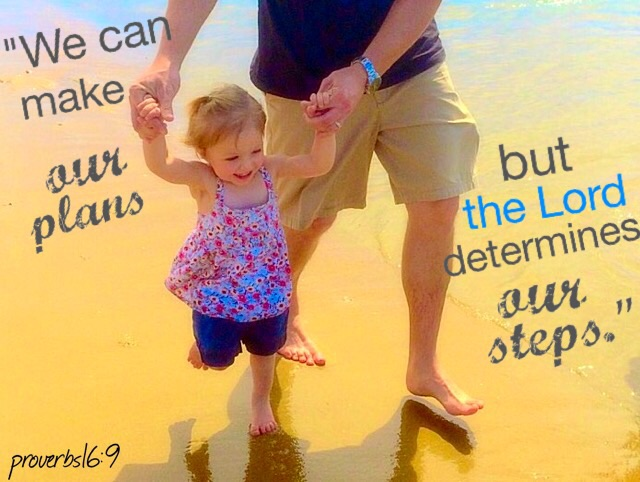 "We can
make
our
plans
but
the Lord
determines
our
steps."
proverbs16:9